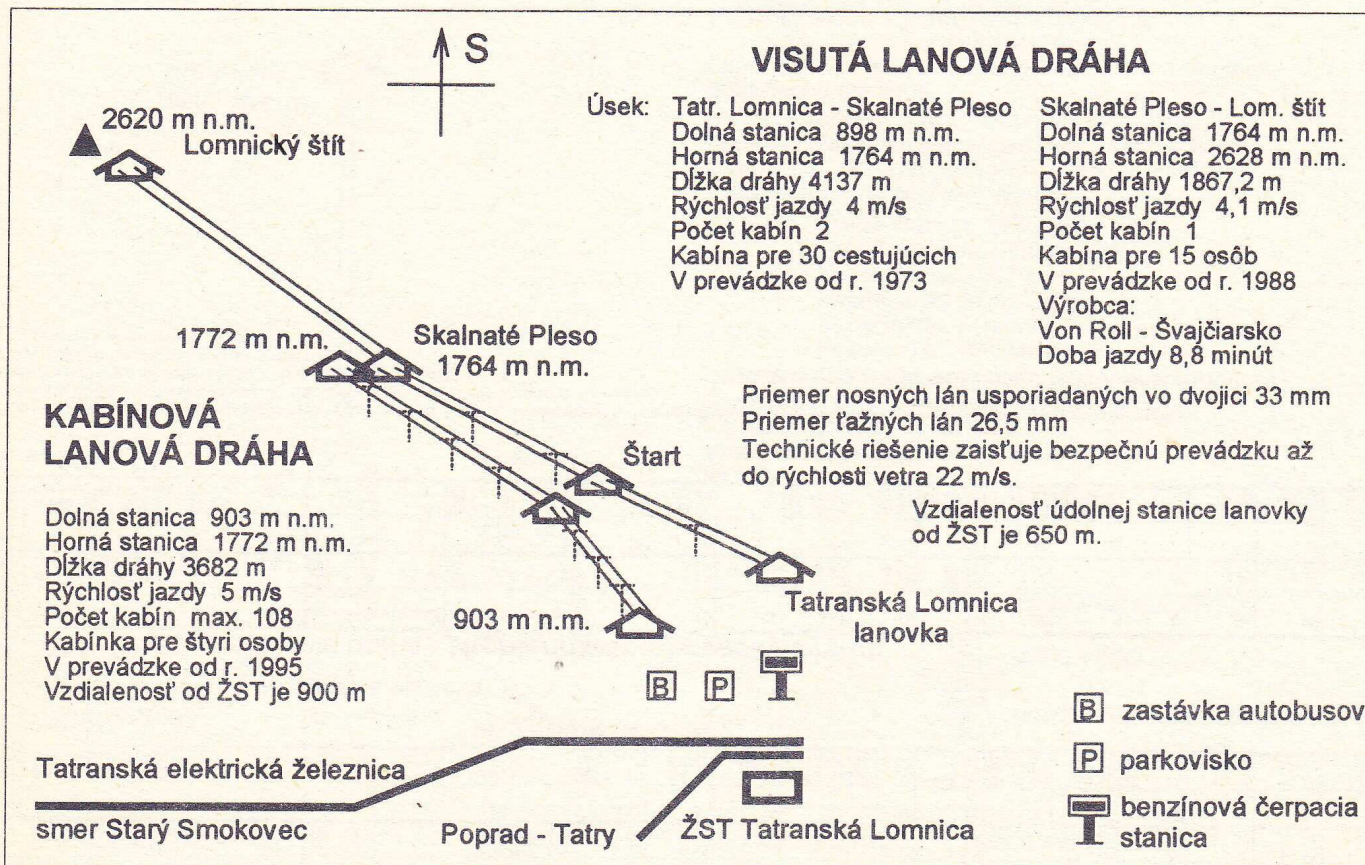 S
VISUTÁ LANOVÁ DRÁHA
2620 m n.m.
Lomnický štít
Úsek: Tatr. Lomnica - Skalnaté Pleso
Dolná stanica 898 m n.m.
Horná stanica 1764 m n.m.
Dĺžka dráhy 4137 m
Rýchlosť jazdy 4 m/s
Počet kabín 2
Kabína pre 30 cestujúcich
V prevádzke od r. 1973
Skalnaté Pleso - Lom. štít
Dolná stanica 1764 m n.m.
Horná stanica 2628 m n.m.
Dĺžka dráhy 1867,2 m
Rýchlosť jazdy 4,1 m/s
Počet kabín 1
Kabína pre 15 osôb
V prevádzke od r. 1988
Výrobca:
Von Roll - Švajčiarsko
Doba jazdy 8,8 minút
1772 m n.m.
Skalnaté Pleso
1764 m n.m.
Priemer nosných lán usporiadaných vo dvojici 33 mm
Priemer ťažných lán 26,5 mm
Technické riešenie zaisťuje bezpečnú prevádzku až
do rýchlosti vetra 22 m/s.
Vzdialenosť údolnej stanice lanovky
od ŽST je 650 m.
KABÍNOVÁ
LANOVÁ DRÁHA
Dolná stanica 903 m n.m.
Horná stanica 1772 m n.m.
Dĺžka dráhy 3682 m
Rýchlosť jazdy 5 m/s
Počet kabín max. 108
Kabínka pre štyri osoby
V prevádzke od r. 1995
Vzdialenosť od ŽST je 900 m
Štart
903 m n.m.
Tatranská Lomnica
lanovka
B
P
B zastávka autobusov
P parkovisko
benzínová čerpacia
stanica
Tatranská elektrická železnica
smer Starý Smokovec
Poprad - Tatry
ŽST Tatranská Lomnica